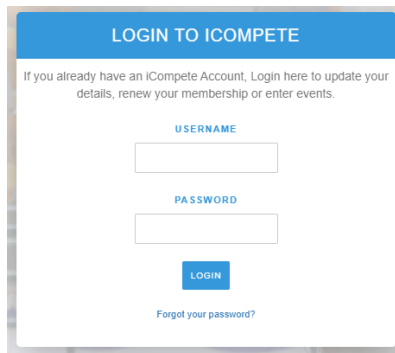 LOGIN TO ICOMPETE
If you already have an iCompete Account, Login here to update your
details, renew your membership or enter events.
USERNAME
PASSWORD
LOGIN
Forgot your password?